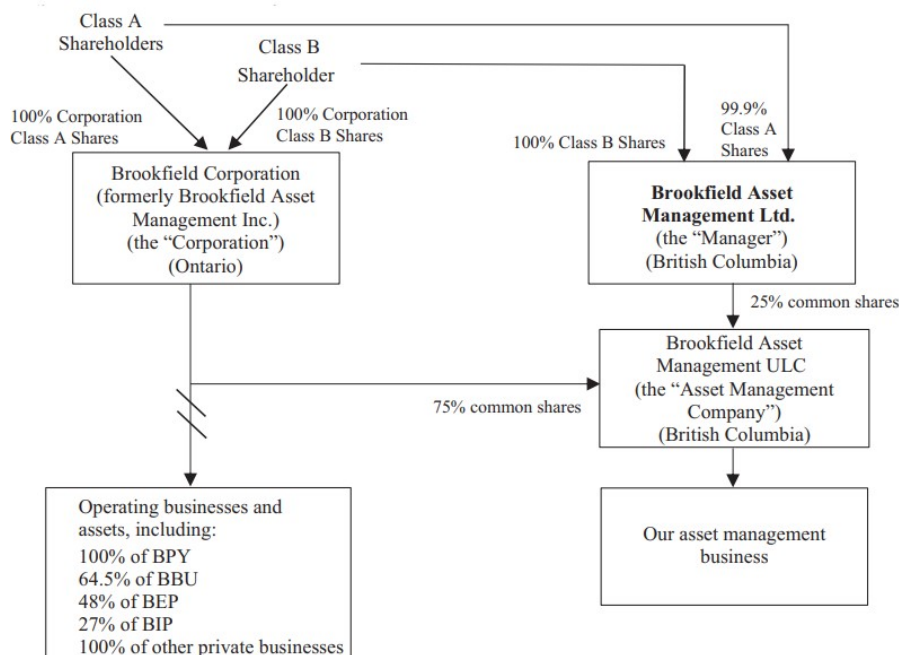 Class A
Shareholders
Class B
Shareholder
100% Corporation
Class A Shares
100% Corporation
Class B Shares
100% Class B Shares
99.9%
Class A
Shares
Brookfield Corporation
(formerly Brookfield Asset
Management Inc.)
(the “Corporation”)
(Ontario)
Brookfield Asset
Management Ltd.
(the “Manager”)
(British Columbia)
25% common shares
Brookfield Asset
Management ULC
(the “Asset Management
Company”)
(British Columbia)
75% common shares
Operating businesses and
assets, including:
100% of BPY
64.5% of BBU
48% of BEP
27% of BIP
100% of other private businesses
Our asset management
business